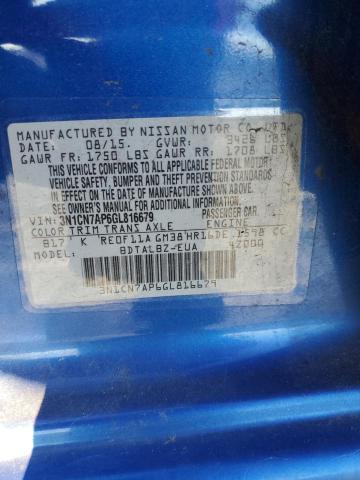 MANUFACTURED BY NISSAN MOTOR CO., LTD.
DATE: 08/15. GVWR: 3426 LBS
GAWR FR: 1750 LBS GAWR RR: 1706 LBS
THIS VEHICLE CONFORMS TO ALL APPLICABLE FEDERAL MOTOR
VEHICLE SAFETY, BUMPER AND THEFT PREVENTION STANDARDS
IN EFFECT ON THE DATE OF MANUFACTURE SHOWN ABOVE.
SEE OWNER'S MANUAL FOR ADDITIONAL INFORMATION.
VIN: 3N1CN7AP6GL816679 PASSENGER CAR
COLOR TRIM TRANS AXLE ENGINE
B17 K RE0F11A GM38 HR16DE 1598 CC
MODEL: BDTALBZ-EUA
3N1CN7AP6GL816679